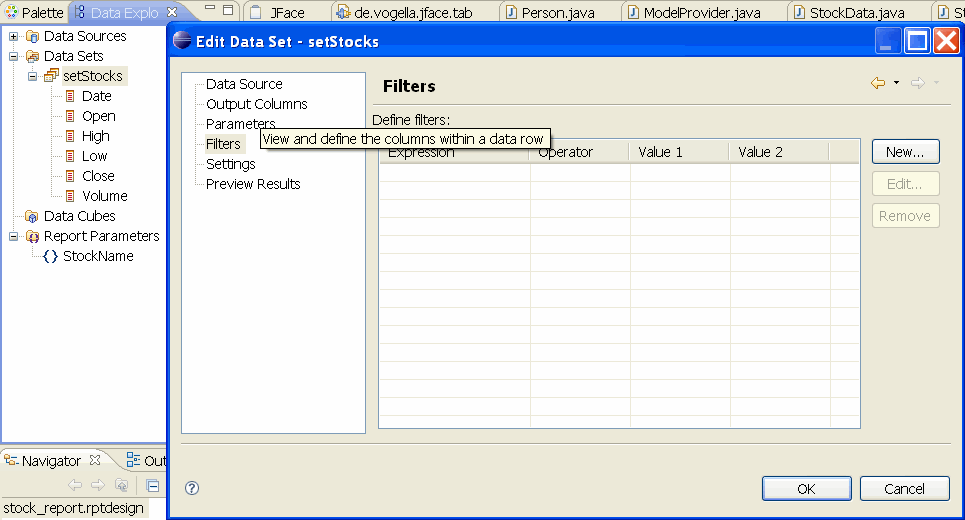 Palette Data Explo JFace de.vogella.jface.tab Person.java ModelProvider.java StockData.java St
Data Sources
Data Sets
setStocks
Date
Open
High
Low
Close
Volume
Data Cubes
Report Parameters
StockName
Navigator Out
stock_report.rptdesign
Edit Data Set - setStocks
Data Source
Output Columns
Parameters
Filters
Settings
Preview Results
View and define the columns within a data row
Filters
Define filters:
Expression Operator Value 1 Value 2
New...
Edit...
Remove
OK Cancel